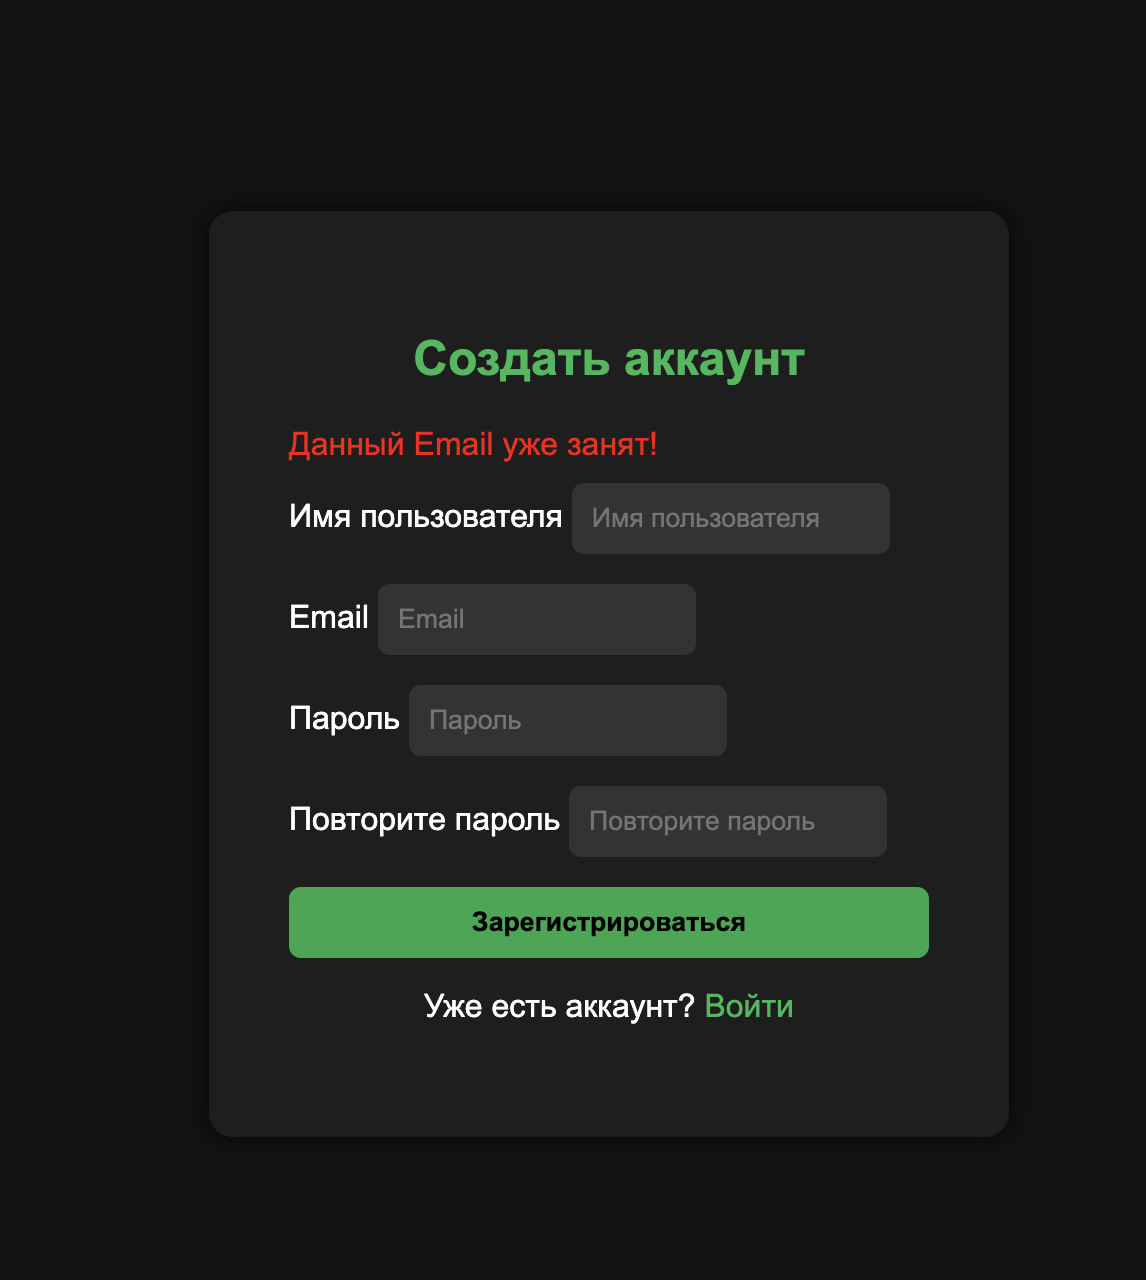 Создать аккаунт
Данный Email уже занят!
Имя пользователя Имя пользователя
Email Email
Пароль Пароль
Повторите пароль Повторите пароль
Зарегистрироваться
Уже есть аккаунт? Войти